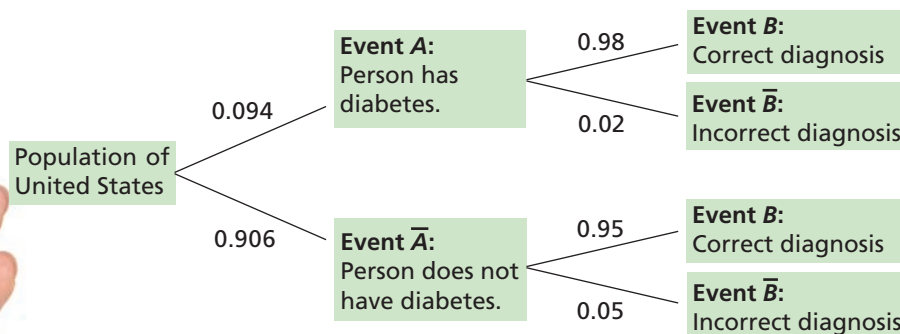 Population of
United States
0.094
0.906
Event A:
Person has
diabetes.
0.98
0.02
Event B:
Correct diagnosis
Event B̅:
Incorrect diagnosis
Event A̅:
Person does not
have diabetes.
0.95
0.05
Event B:
Correct diagnosis
Event B̅:
Incorrect diagnosis